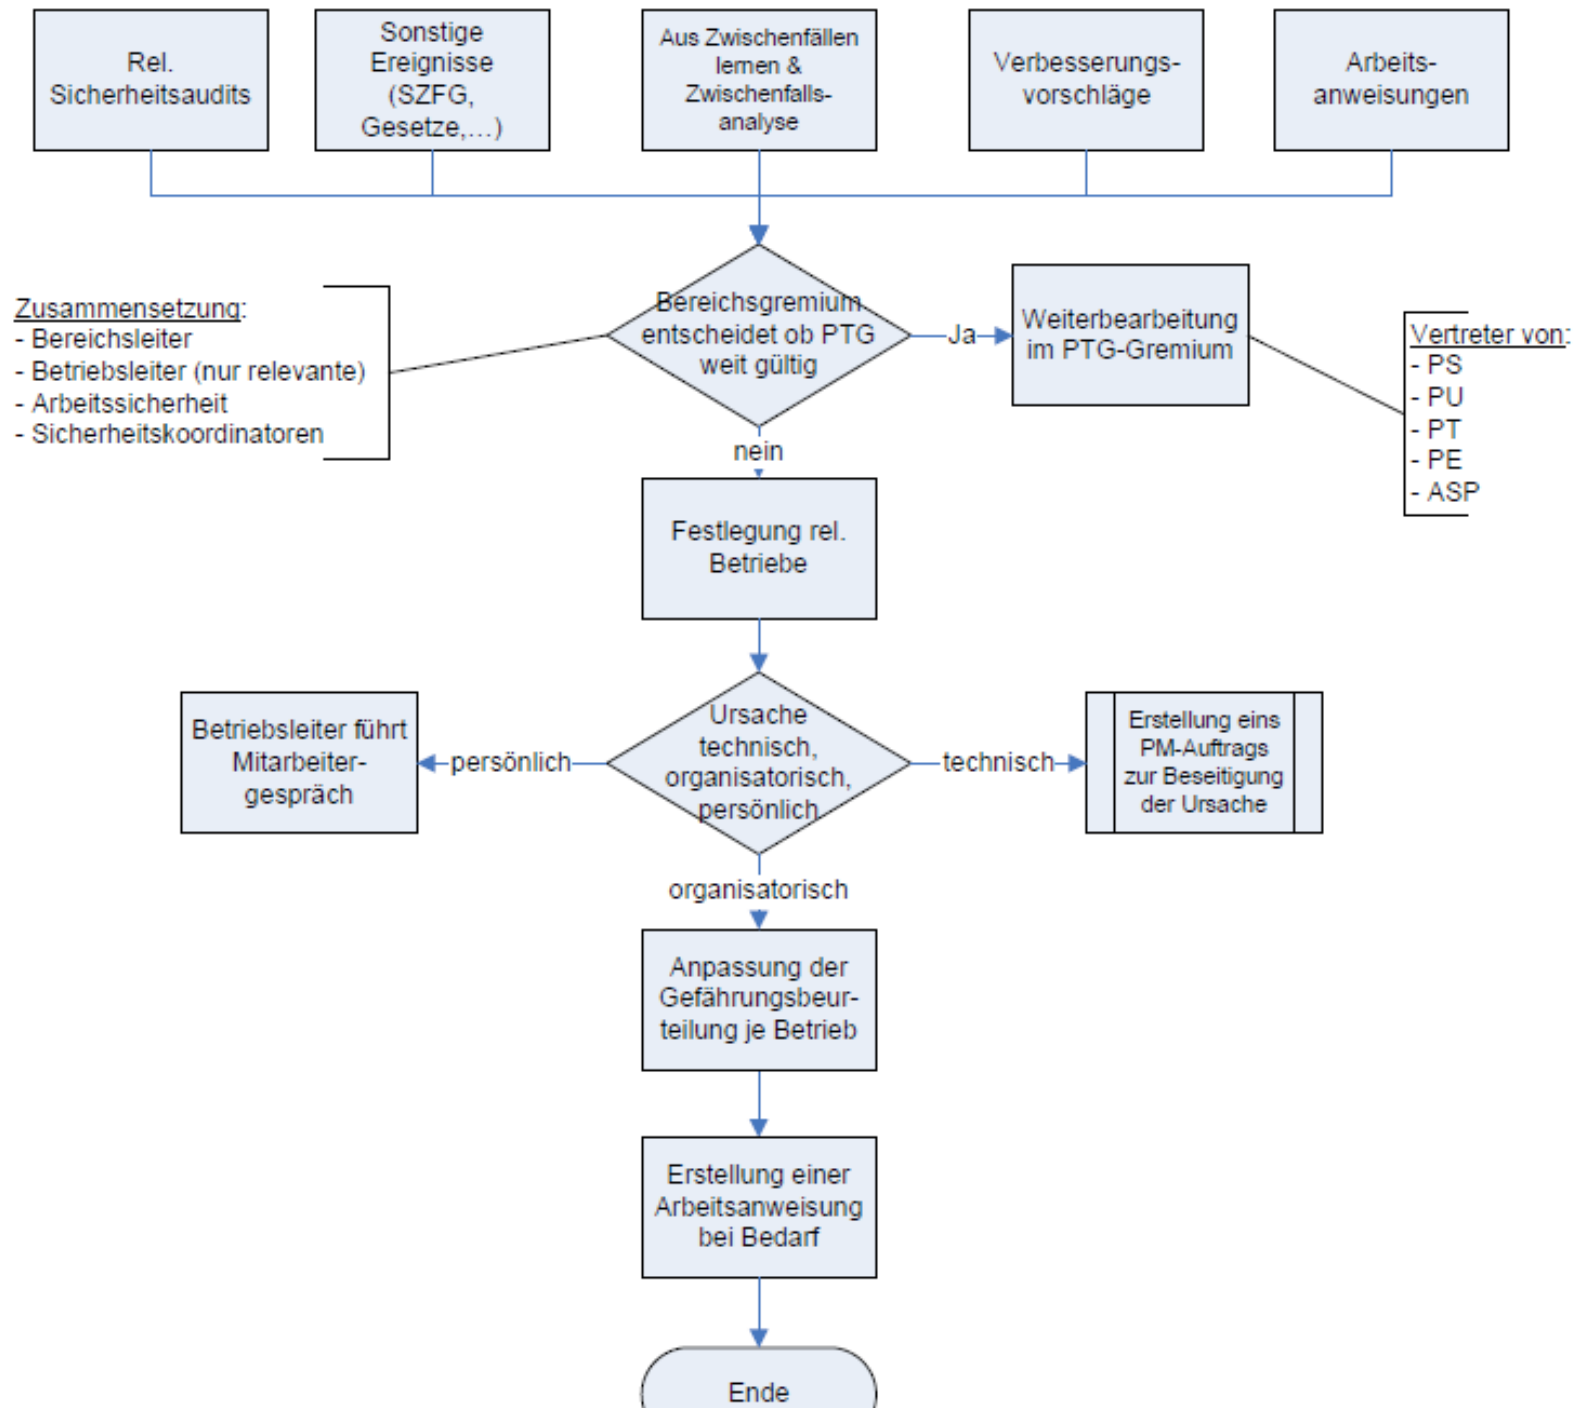 Rel.
Sicherheitsaudits
Sonstige
Ereignisse
(SZFG,
Gesetze,...)
Aus Zwischenfällen
lernen &
Zwischenfalls-
analyse
Verbesserungs-
vorschläge
Arbeits-
anweisungen
Zusammensetzung:
- Bereichsleiter
- Betriebsleiter (nur relevante)
- Arbeitssicherheit
- Sicherheitskoordinatoren
Bereichsgremium
entscheidet ob PTG
weit gültig
Ja
Weiterbearbeitung
im PTG-Gremium
Vertreter von:
- PS
- PU
- PT
- PE
- ASP
nein
Festlegung rel.
Betriebe
Betriebsleiter führt
Mitarbeiter-
gespräch
persönlich
Ursache
technisch,
organisatorisch,
persönlich
technisch
Erstellung eins
PM-Auftrags
zur Beseitigung
der Ursache
organisatorisch
Anpassung der
Gefährungsbeur-
teilung je Betrieb
Erstellung einer
Arbeitsanweisung
bei Bedarf
Ende